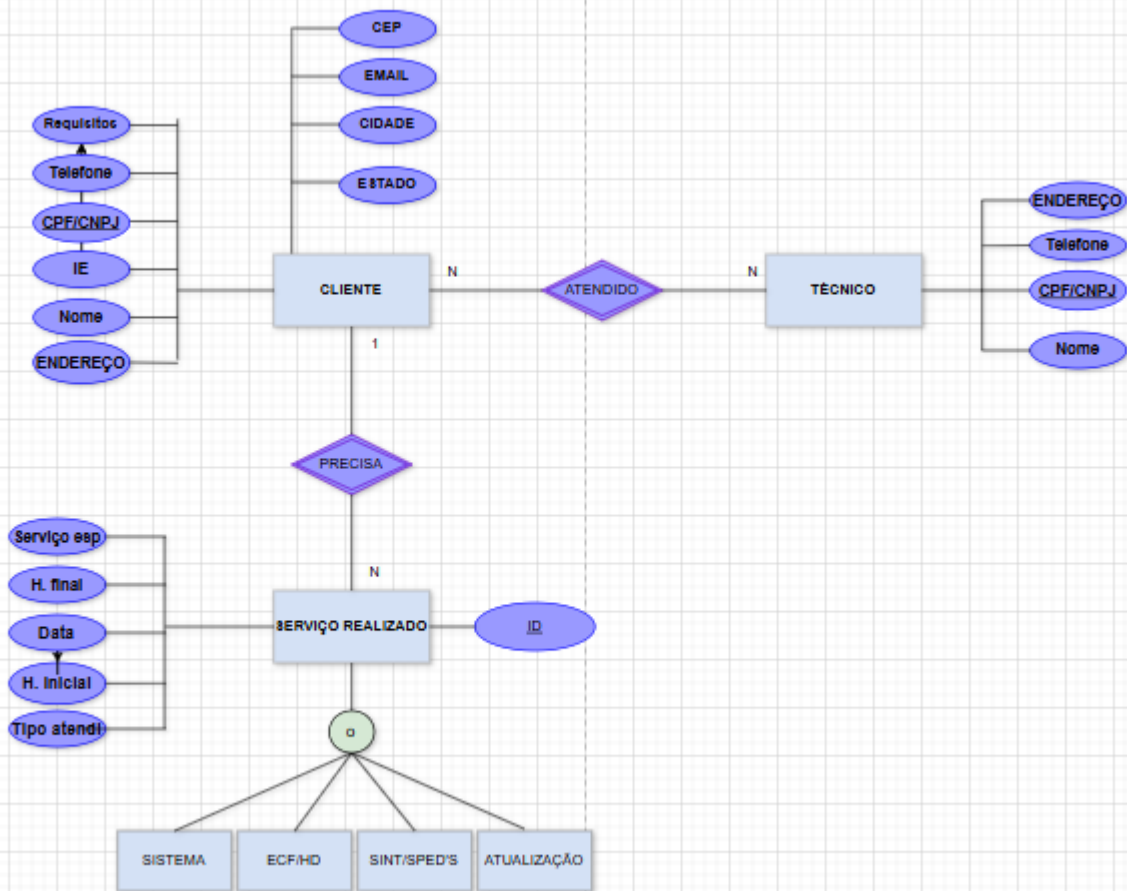 CEP
EMAIL
CIDADE
ESTADO
Requisitos
Telefone
CPF/CNPJ
IE
Nome
ENDEREÇO
CLIENTE
N
ATENDIDO
N
TÉCNICO
ENDEREÇO
Telefone
CPF/CNPJ
Nome
1
PRECISA
N
Serviço esp
H. final
Data
H. Inicial
Tipo atendi
SERVIÇO REALIZADO
ID
o
SISTEMA
ECF/HD
SINT/SPED'S
ATUALIZAÇÃO